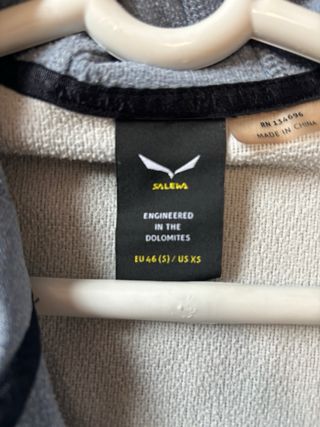 RN 134696
MADE IN CHINA
SALEWA
ENGINEERED
IN THE
DOLOMITES
EU 46 (S) / US XS